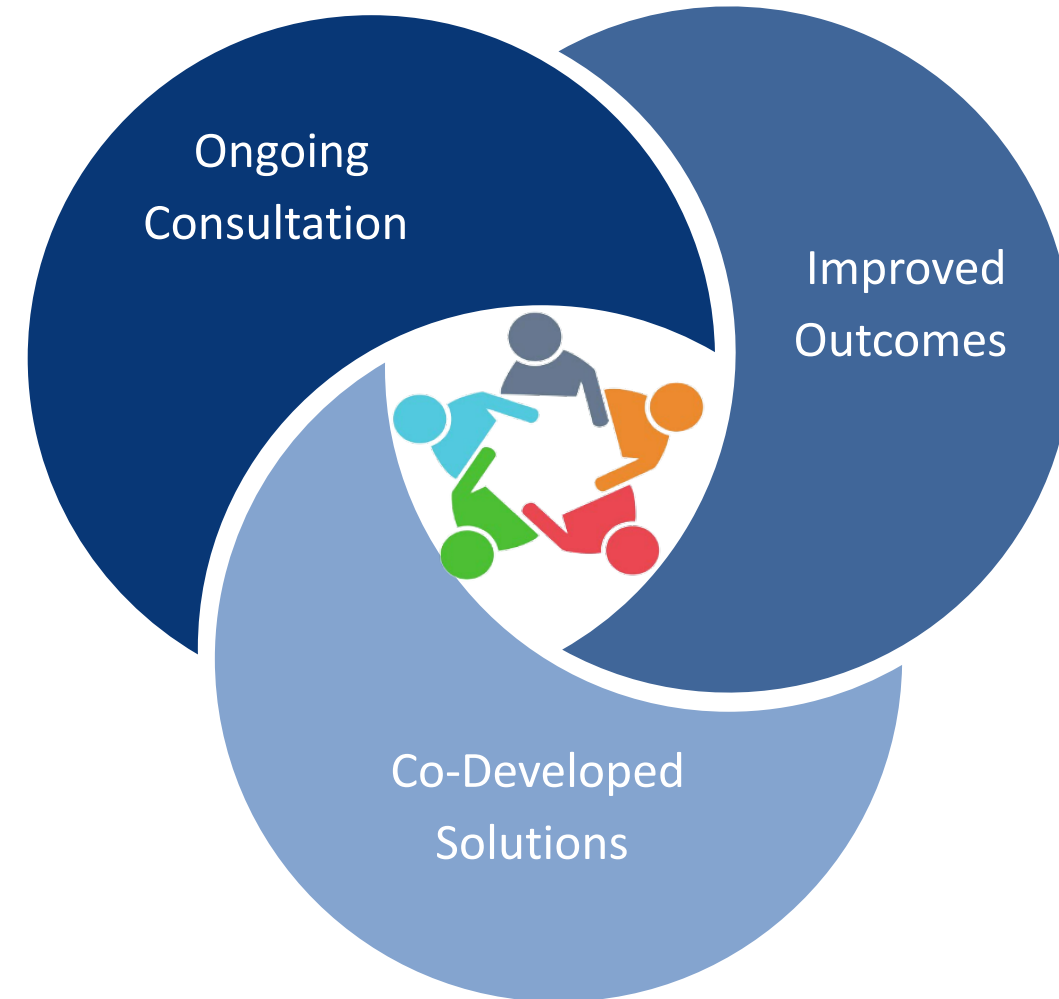 Ongoing
Consultation
Improved
Outcomes
Co-Developed
Solutions